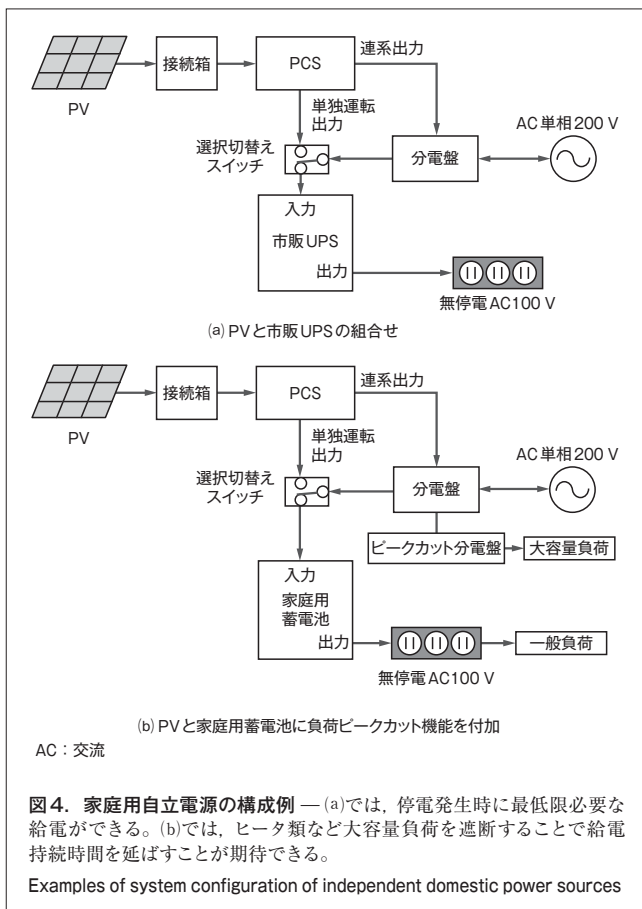 連系出力
接続箱
PCS
PV
単独運転
出力
AC単相200 V
選択切替え
スイッチ
分電盤
入力
市販UPS
出力
無停電AC100 V
(a) PVと市販UPSの組合せ
連系出力
接続箱
PCS
PV
単独運転
出力
AC単相200 V
選択切替え
スイッチ
分電盤
ピークカット分電盤
大容量負荷
入力
家庭用
蓄電池
出力
一般負荷
無停電AC100 V
(b) PVと家庭用蓄電池に負荷ピークカット機能を付加
AC:交流
図4. 家庭用自立電源の構成例 — (a)では,停電発生時に最低限必要な
給電ができる。(b)では,ヒータ類など大容量負荷を遮断することで給電
持続時間を延ばすことが期待できる。
Examples of system configuration of independent domestic power sources